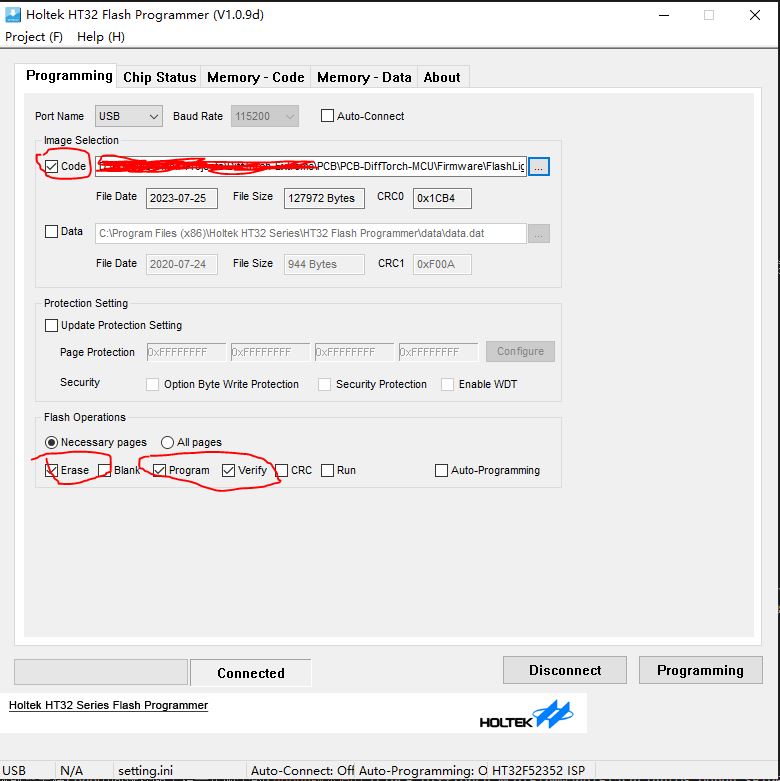 Holtek HT32 Flash Programmer (V1.0.9d)
Project (F) Help (H)
Programming Chip Status Memory - Code Memory - Data About
Port Name USB Baud Rate 115200 Auto-Connect
Image Selection
Code \PCB\PCB-DiffTorch-MCU\Firmware\FlashLig ...
File Date 2023-07-25 File Size 127972 Bytes CRC0 0x1CB4
Data C:\Program Files (x86)\Holtek HT32 Series\HT32 Flash Programmer\data\data.dat ...
File Date 2020-07-24 File Size 944 Bytes CRC1 0xF00A
Protection Setting
Update Protection Setting
Page Protection 0xFFFFFFFF 0xFFFFFFFF 0xFFFFFFFF 0xFFFFFFFF Configure
Security Option Byte Write Protection Security Protection Enable WDT
Flash Operations
Necessary pages All pages
Erase Blank Program Verify CRC Run Auto-Programming
Connected Disconnect Programming
Holtek HT32 Series Flash Programmer
HOLTEK
USB N/A setting.ini Auto-Connect: Off Auto-Programming: O HT32F52352 ISP